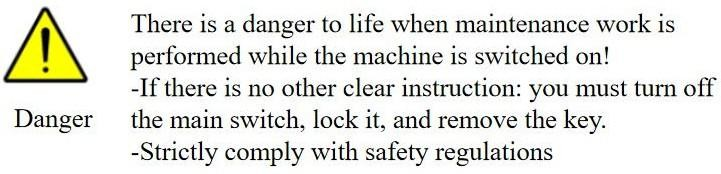 There is a danger to life when maintenance work is
performed while the machine is switched on!
-If there is no other clear instruction: you must turn off
Danger
the main switch, lock it, and remove the key.
-Strictly comply with safety regulations